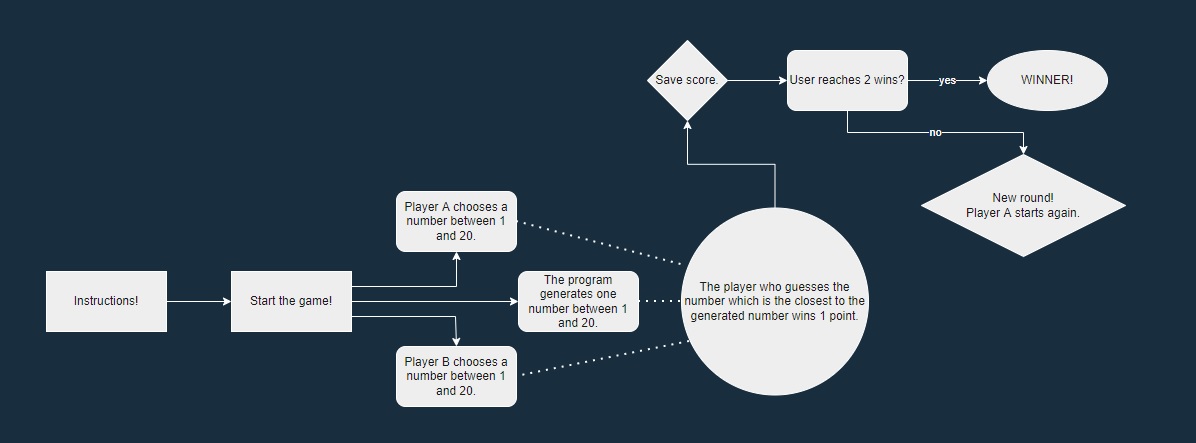 Instructions!
Start the game!
Player A chooses a
number between 1
and 20.
The program
generates one
number between 1
and 20.
Player B chooses a
number between 1
and 20.
The player who guesses the
number which is the closest to the
generated number wins 1 point.
Save score.
User reaches 2 wins?
yes
WINNER!
no
New round!
Player A starts again.